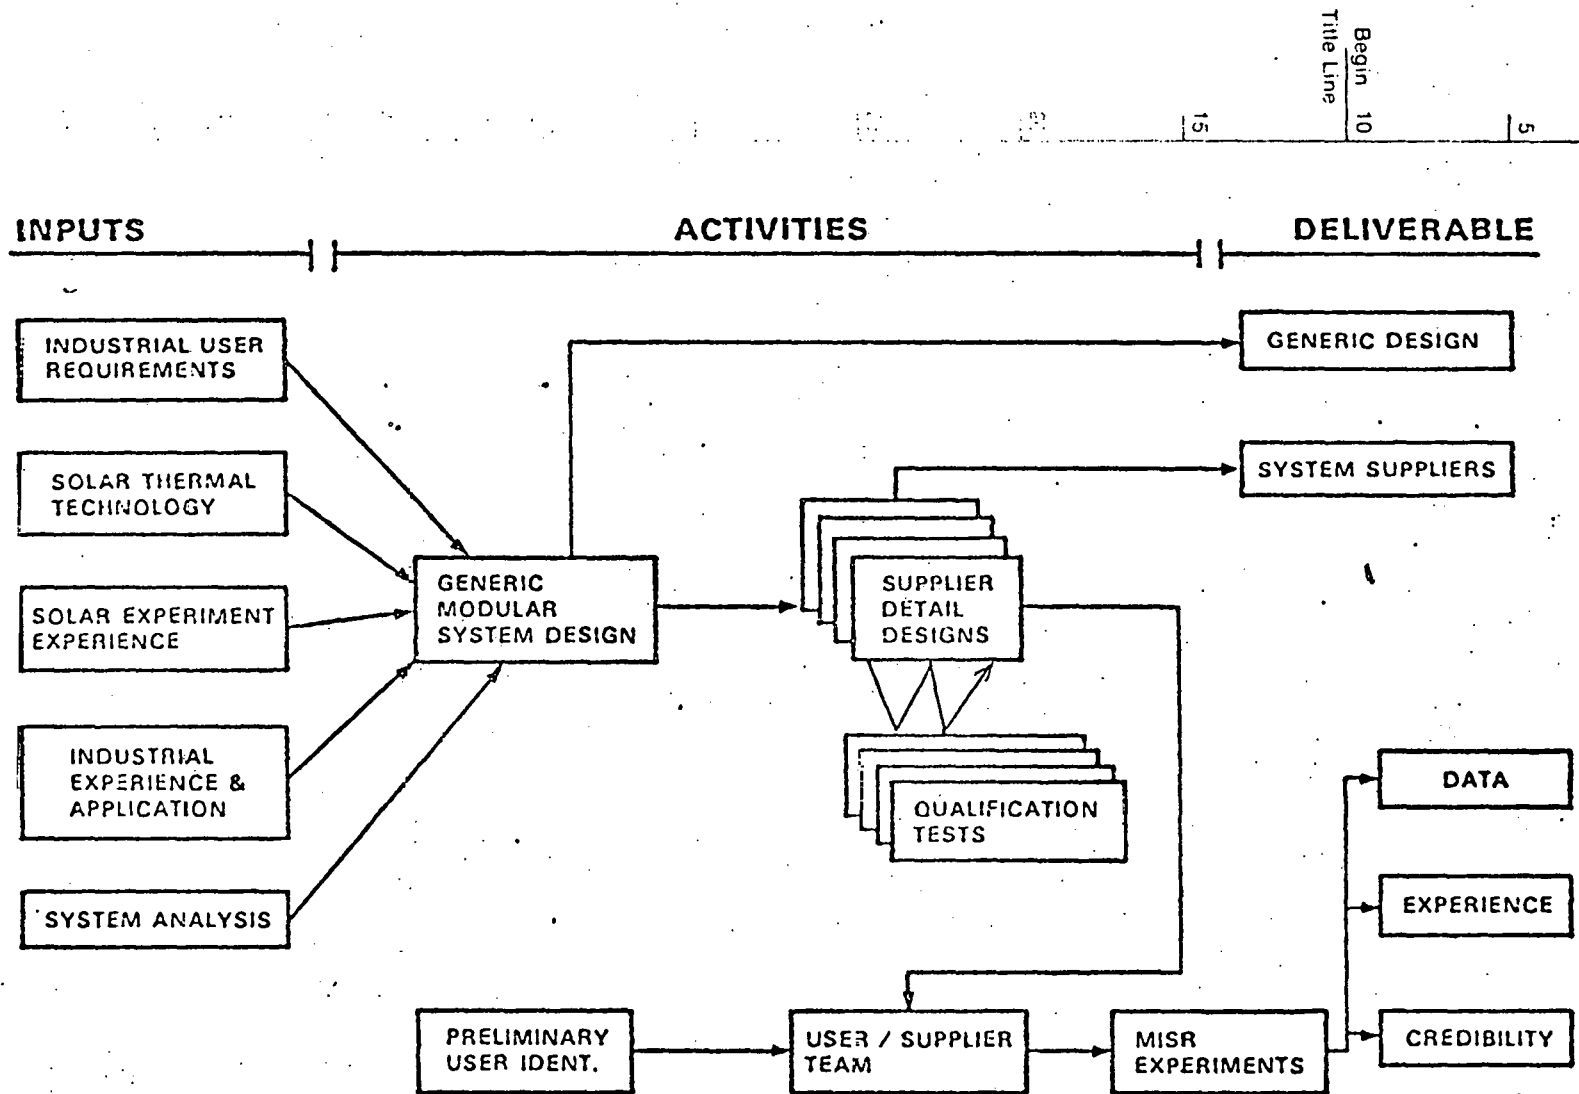 Begin
Title Line
5
10
15
INPUTS
ACTIVITIES
DELIVERABLE
INDUSTRIAL USER
REQUIREMENTS
SOLAR THERMAL
TECHNOLOGY
SOLAR EXPERIMENT
EXPERIENCE
INDUSTRIAL
EXPERIENCE &
APPLICATION
SYSTEM ANALYSIS
GENERIC
MODULAR
SYSTEM DESIGN
PRELIMINARY
USER IDENT.
SUPPLIER
DETAIL
DESIGNS
QUALIFICATION
TESTS
USER / SUPPLIER
TEAM
MISR
EXPERIMENTS
GENERIC DESIGN
SYSTEM SUPPLIERS
DATA
EXPERIENCE
CREDIBILITY